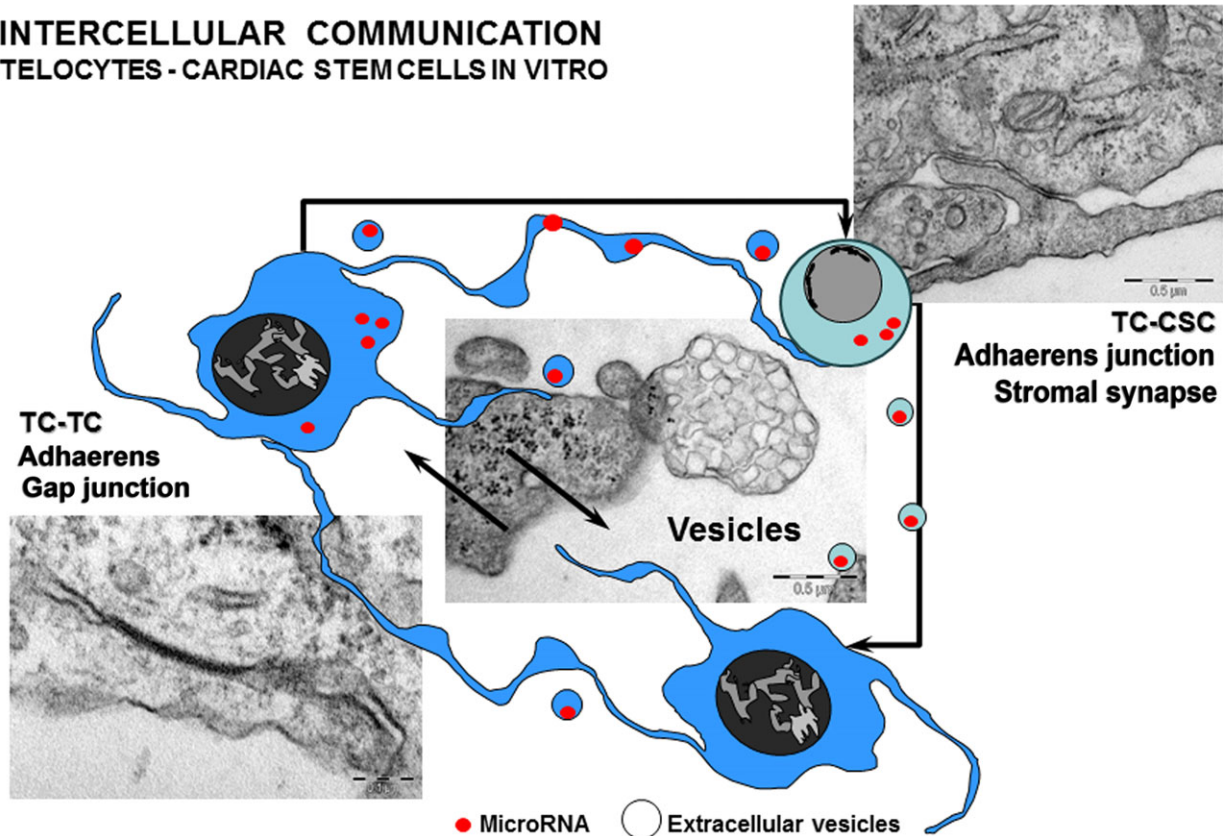 INTERCELLULAR COMMUNICATION
TELOCYTES - CARDIAC STEM CELLS IN VITRO
0.5 µm
TC-CSC
Adhaerens junction
Stromal synapse
TC-TC
Adhaerens
Gap junction
Vesicles
0.5 µm
MicroRNA
Extracellular vesicles